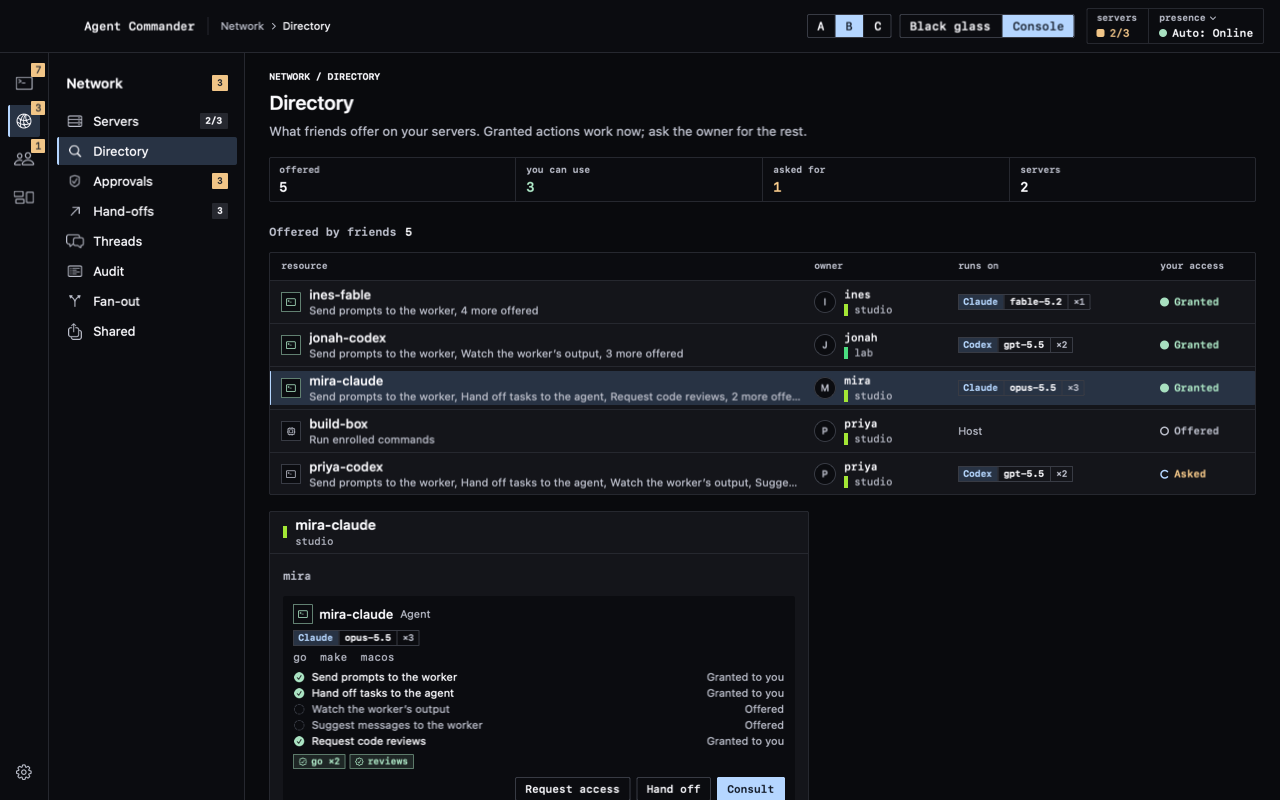 Agent Commander
Network > Directory
A B C
Black glass Console
servers
2/3
presence
Auto: Online
7
3
1
Network 3
Servers 2/3
Directory
Approvals 3
Hand-offs 3
Threads
Audit
Fan-out
Shared
NETWORK / DIRECTORY
Directory
What friends offer on your servers. Granted actions work now; ask the owner for the rest.
offered
5
you can use
3
asked for
1
servers
2
Offered by friends 5
resource owner runs on your access
ines-fable
Send prompts to the worker, 4 more offered
I
ines
studio
Claude fable-5.2 ×1
Granted
jonah-codex
Send prompts to the worker, Watch the worker's output, 3 more offered
J
jonah
lab
Codex gpt-5.5 ×2
Granted
mira-claude
Send prompts to the worker, Hand off tasks to the agent, Request code reviews, 2 more offe…
M
mira
studio
Claude opus-5.5 ×3
Granted
build-box
Run enrolled commands
P
priya
studio
Host
Offered
priya-codex
Send prompts to the worker, Hand off tasks to the agent, Watch the worker's output, Sugge…
P
priya
studio
Codex gpt-5.5 ×2
Asked
mira-claude
studio
mira
mira-claude Agent
Claude opus-5.5 ×3
go make macos
Send prompts to the worker Granted to you
Hand off tasks to the agent Granted to you
Watch the worker's output Offered
Suggest messages to the worker Offered
Request code reviews Granted to you
go ×2 reviews
Request access Hand off Consult